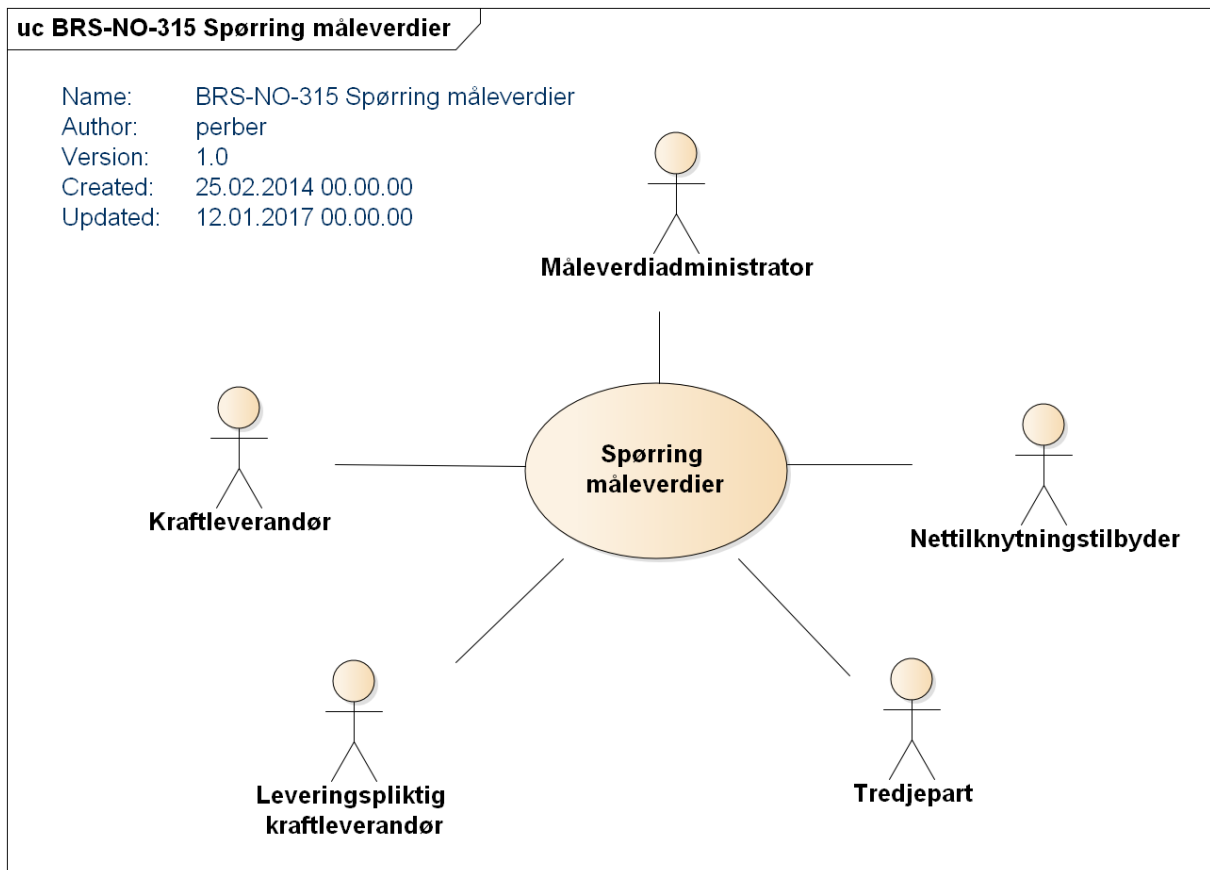 uc BRS-NO-315 Spørring måleverdier
Name: BRS-NO-315 Spørring måleverdier
Author: perber
Version: 1.0
Created: 25.02.2014 00.00.00
Updated: 12.01.2017 00.00.00
Måleverdiadministrator
Spørring
måleverdier
Kraftleverandør
Nettilknytningstilbyder
Leveringspliktig
kraftleverandør
Tredjepart